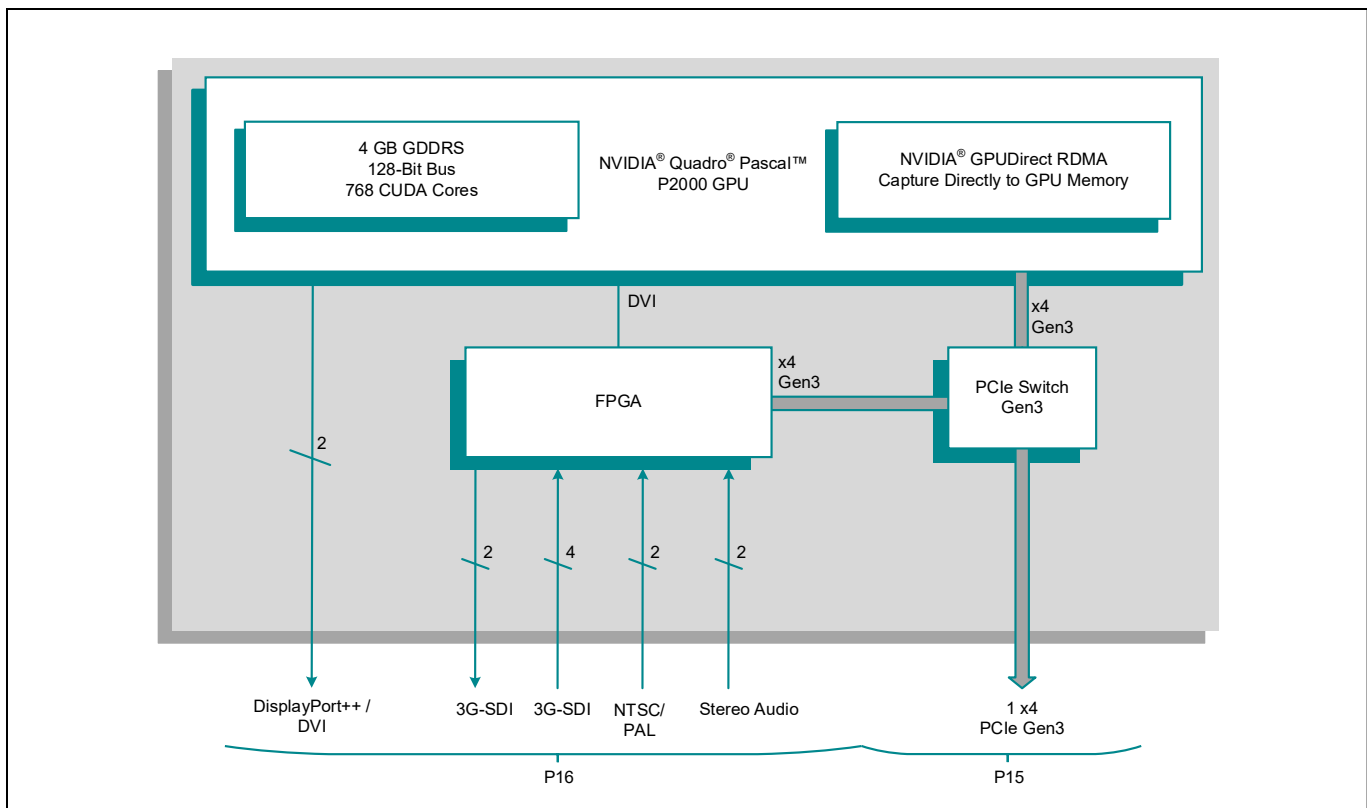 4 GB GDDRS
128-Bit Bus
768 CUDA Cores
NVIDIA® Quadro® Pascal™
P2000 GPU
NVIDIA® GPUDirect RDMA
Capture Directly to GPU Memory
DVI
x4
Gen3
FPGA
x4
Gen3
PCIe Switch
Gen3
2
2
4
2
2
DisplayPort++ /
DVI
3G-SDI
3G-SDI
NTSC/
PAL
Stereo Audio
1 x4
PCIe Gen3
P16
P15